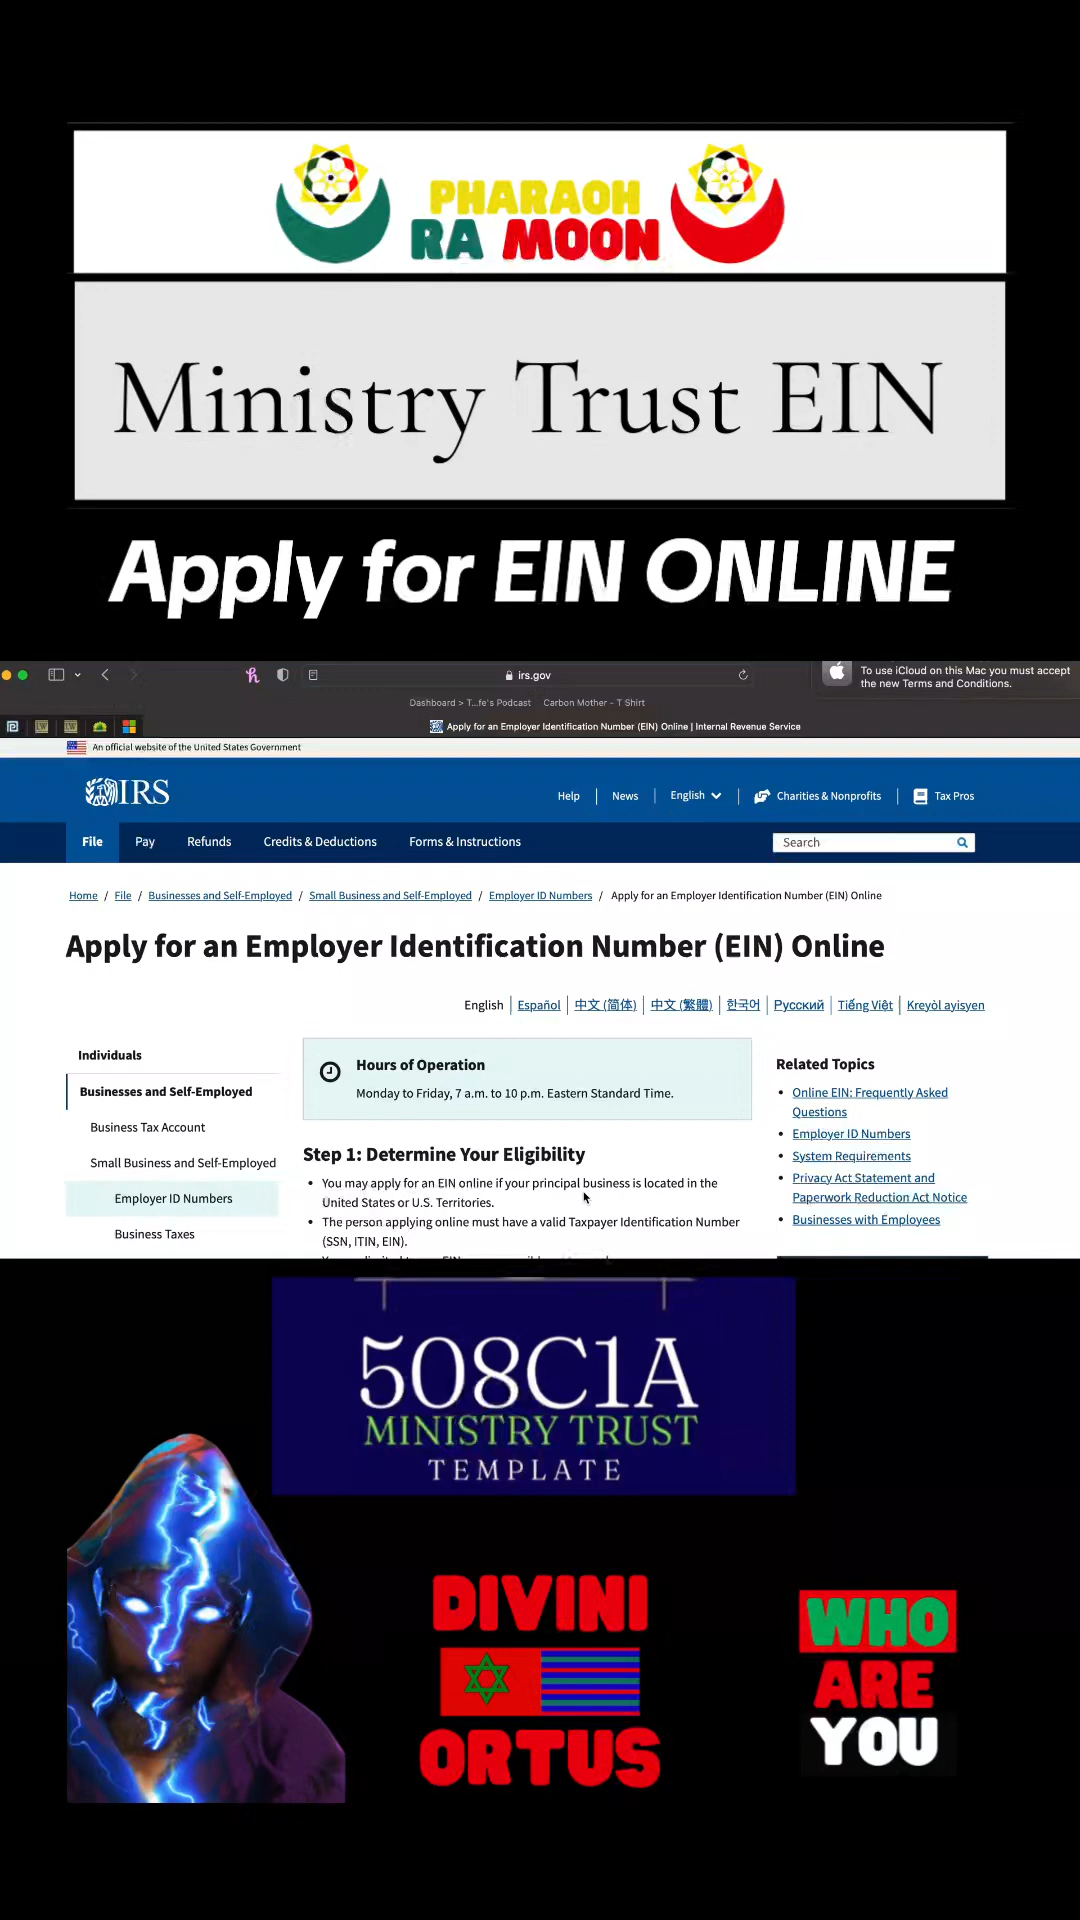 PHARAOH
RA MOON
Ministry Trust EIN
Apply for EIN ONLINE
irs.gov
To use iCloud on this Mac you must accept
the new Terms and Conditions.
Dashboard > T...fe's Podcast
Carbon Mother - T Shirt
Apply for an Employer Identification Number (EIN) Online | Internal Revenue Service
An official website of the United States Government
IRS
Help
News
English
Charities & Nonprofits
Tax Pros
File
Pay
Refunds
Credits & Deductions
Forms & Instructions
Search
Home / File / Businesses and Self-Employed / Small Business and Self-Employed / Employer ID Numbers / Apply for an Employer Identification Number (EIN) Online
Apply for an Employer Identification Number (EIN) Online
English | Español | 中文 (简体) | 中文 (繁體) | 한국어 | Русский | Tiếng Việt | Kreyòl ayisyen
Individuals
Businesses and Self-Employed
Business Tax Account
Small Business and Self-Employed
Employer ID Numbers
Business Taxes
Hours of Operation
Monday to Friday, 7 a.m. to 10 p.m. Eastern Standard Time.
Step 1: Determine Your Eligibility
• You may apply for an EIN online if your principal business is located in the
United States or U.S. Territories.
• The person applying online must have a valid Taxpayer Identification Number
(SSN, ITIN, EIN).
Related Topics
• Online EIN: Frequently Asked
Questions
• Employer ID Numbers
• System Requirements
• Privacy Act Statement and
Paperwork Reduction Act Notice
• Businesses with Employees
508C1A
MINISTRY TRUST
TEMPLATE
DIVINI
ORTUS
WHO
ARE
YOU